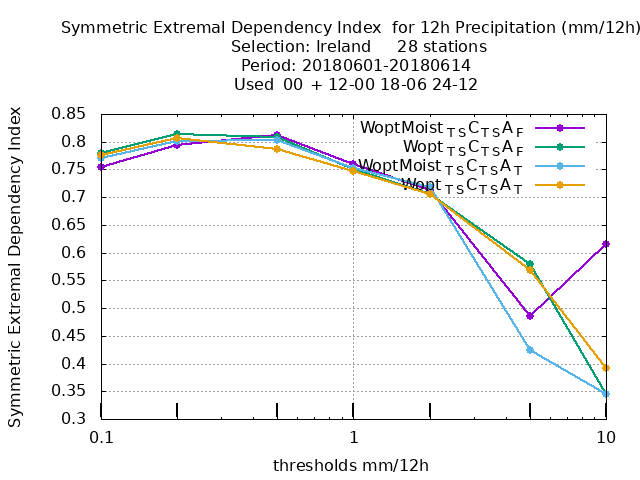 Symmetric Extremal Dependency Index  for 12h Precipitation (mm/12h)
Selection: Ireland     28 stations
Period: 20180601-20180614
Used  00  + 12-00 18-06 24-12
Symmetric Extremal Dependency Index
0.85
0.8
0.75
0.7
0.65
0.6
0.55
0.5
0.45
0.4
0.35
0.3
WoptMoist TS C TS A F
Wopt TS C TS A F
WoptMoist TS C TS A T
Wopt TS C TS A T
0.1 1 10
thresholds mm/12h